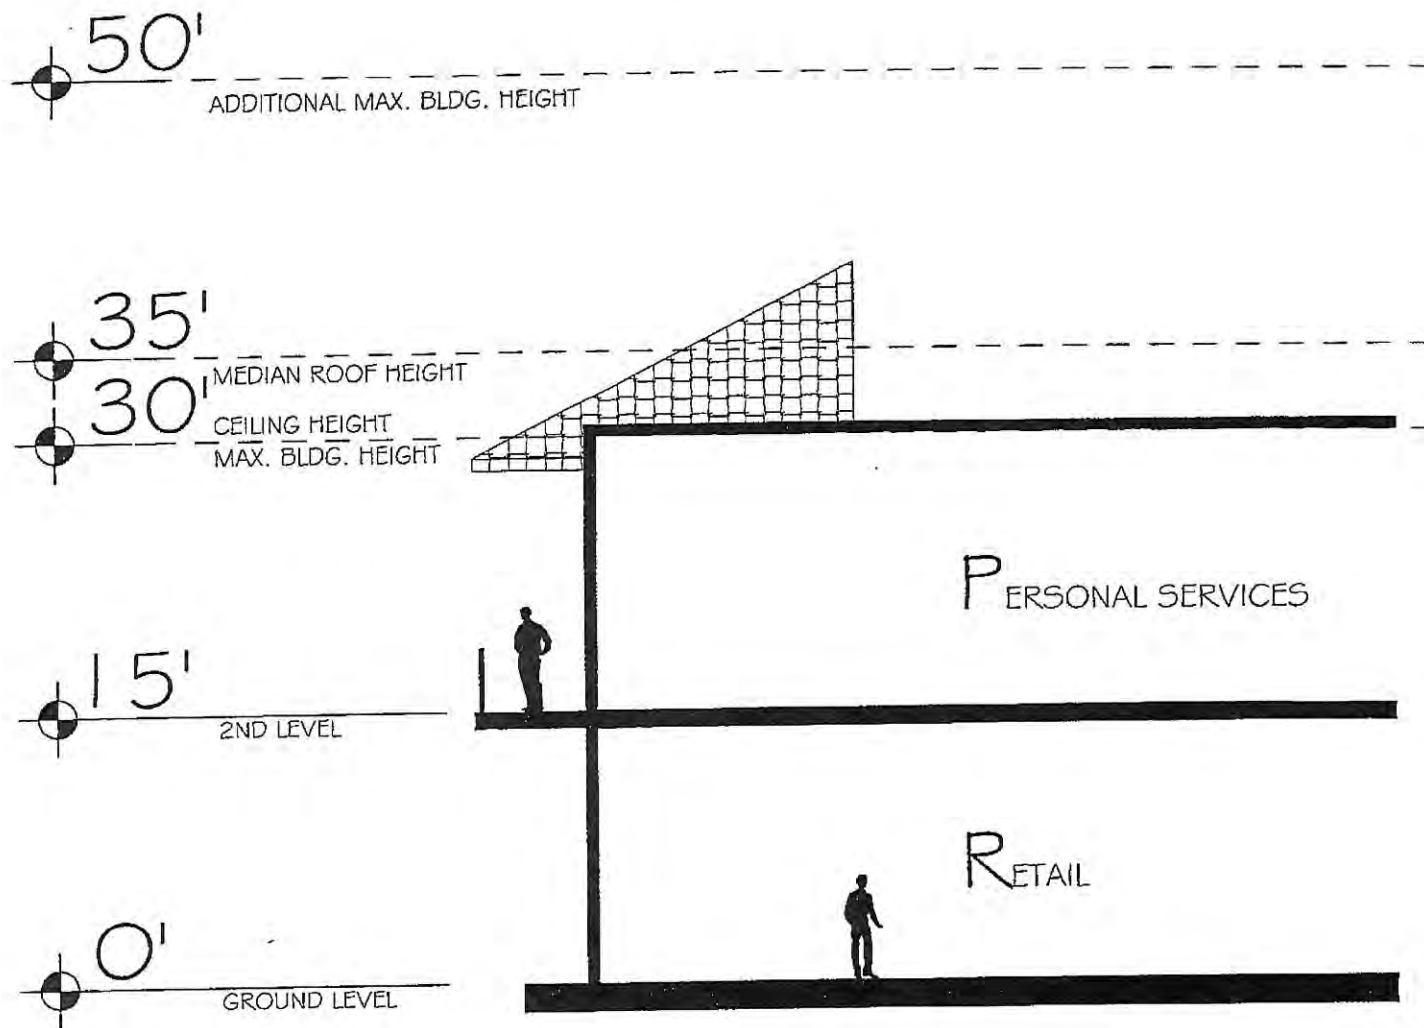 50'
ADDITIONAL MAX. BLDG. HEIGHT
35'
MEDIAN ROOF HEIGHT
30'
CEILING HEIGHT
MAX. BLDG. HEIGHT
PERSONAL SERVICES
15'
2ND LEVEL
RETAIL
0'
GROUND LEVEL